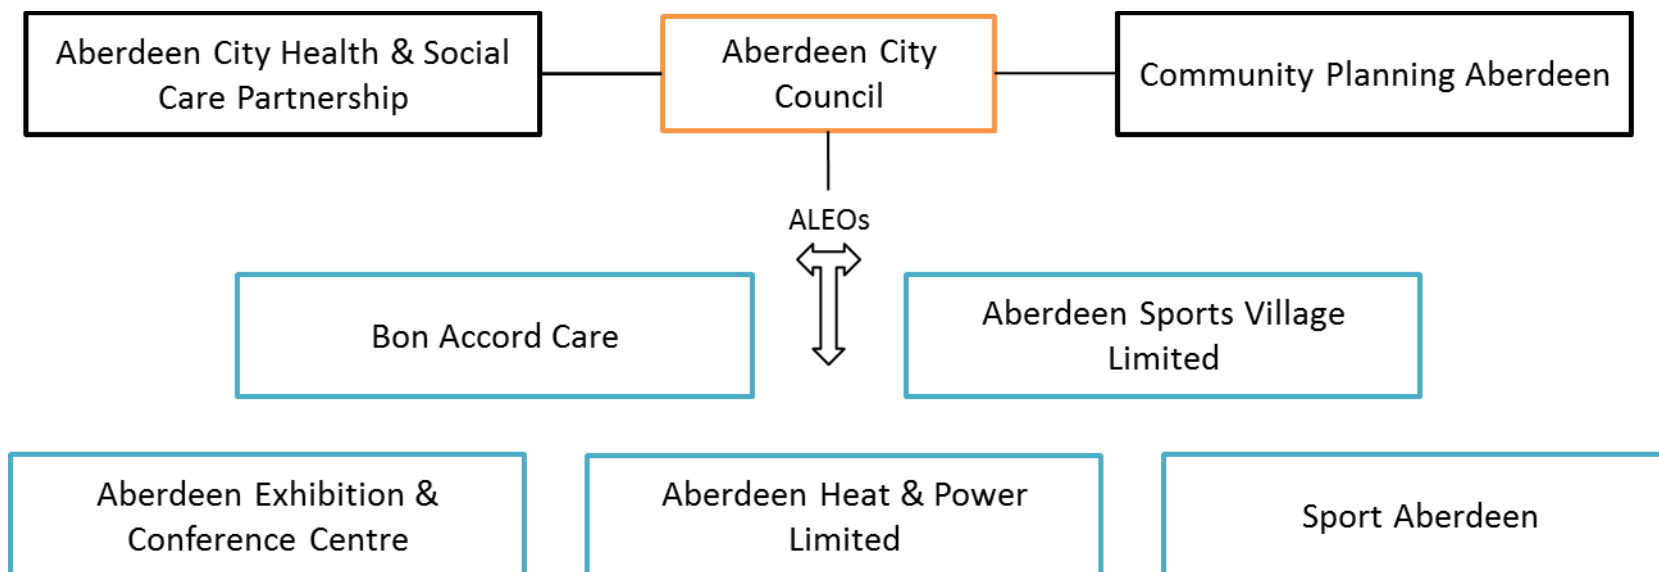 Aberdeen City Health & Social
Care Partnership
Aberdeen City
Council
Community Planning Aberdeen
ALEOs
Bon Accord Care
Aberdeen Sports Village
Limited
Aberdeen Exhibition &
Conference Centre
Aberdeen Heat & Power
Limited
Sport Aberdeen